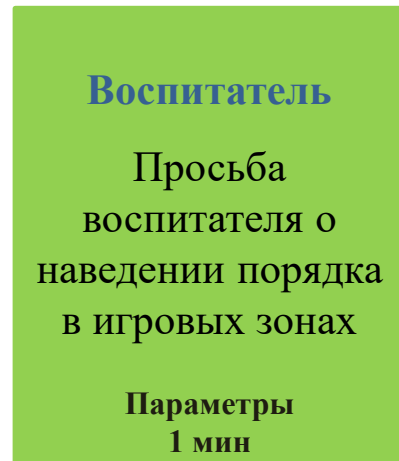 Воспитатель
Просьба
воспитателя о
наведении порядка
в игровых зонах
Параметры
1 мин